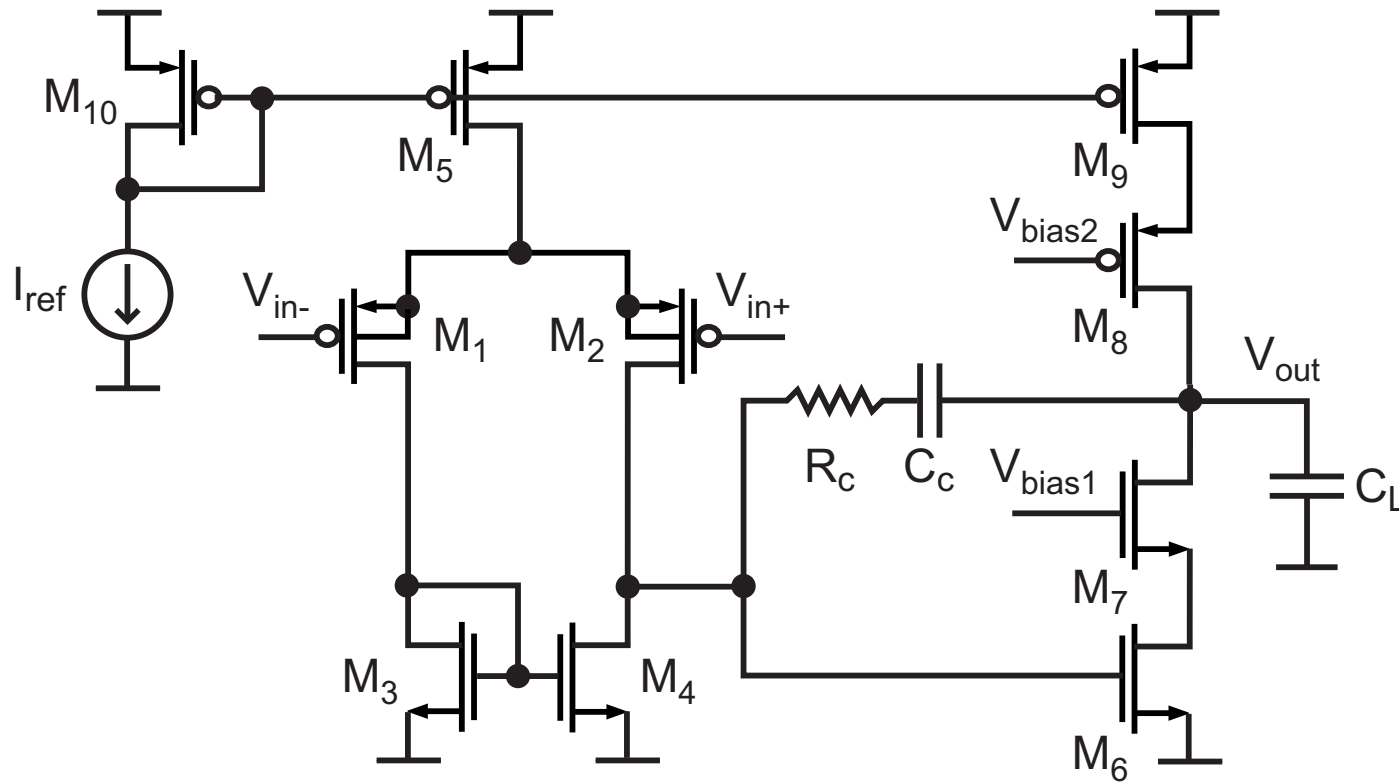 M10
M5
M9
Vbias2
Iref
Vin-
M1
M2
Vin+
M8
Vout
Rc
Cc
Vbias1
CL
M7
M3
M4
M6